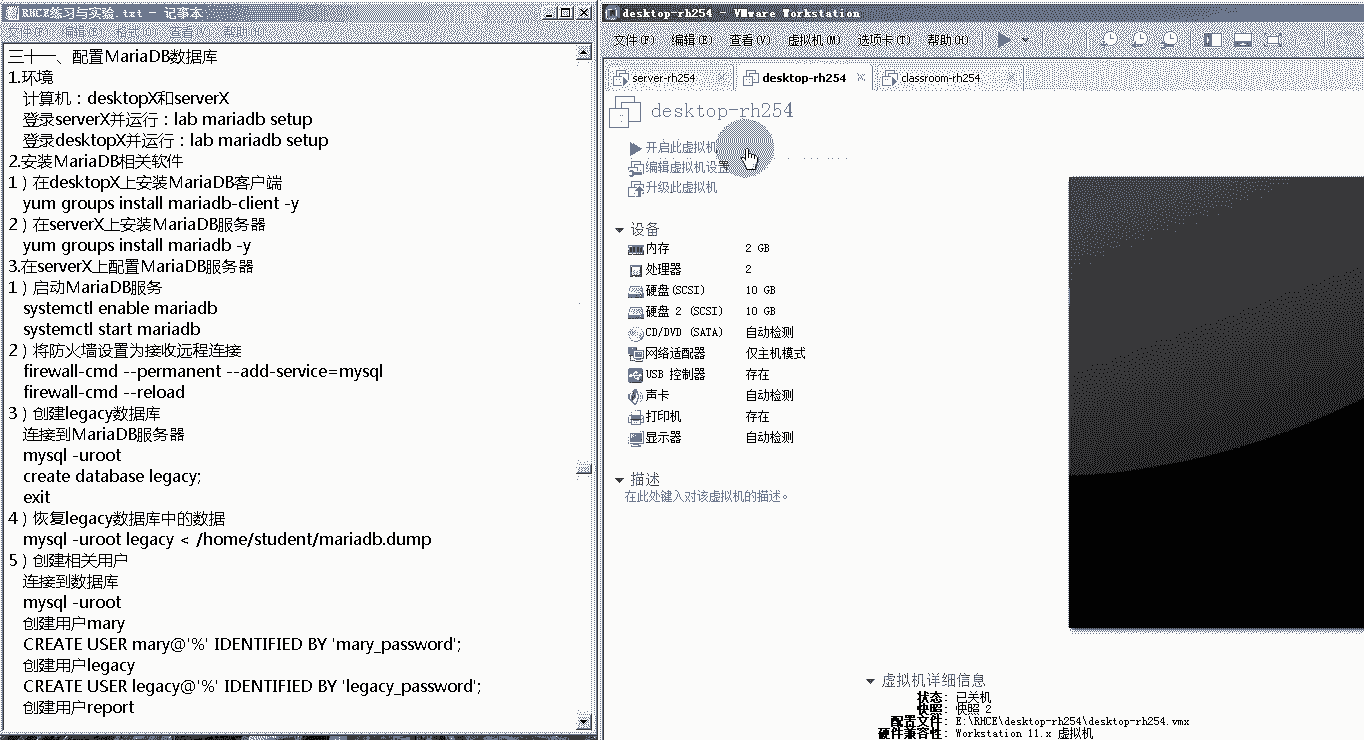 RHCE练习与实验.txt - 记事本
文件(F) 编辑(E) 格式(O) 查看(V) 帮助(H)
三十一、配置MariaDB数据库
1.环境
计算机：desktopX和serverX
登录serverX并运行：lab mariadb setup
登录desktopX并运行：lab mariadb setup
2.安装MariaDB相关软件
1）在desktopX上安装MariaDB客户端
yum groups install mariadb-client -y
2）在serverX上安装MariaDB服务器
yum groups install mariadb -y
3.在serverX上配置MariaDB服务器
1）启动MariaDB服务
systemctl enable mariadb
systemctl start mariadb
2）将防火墙设置为接收远程连接
firewall-cmd --permanent --add-service=mysql
firewall-cmd --reload
3）创建legacy数据库
连接到MariaDB服务器
mysql -uroot
create database legacy;
exit
4）恢复legacy数据库中的数据
mysql -uroot legacy < /home/student/mariadb.dump
5）创建相关用户
连接到数据库
mysql -uroot
创建用户mary
CREATE USER mary@'%' IDENTIFIED BY 'mary_password';
创建用户legacy
CREATE USER legacy@'%' IDENTIFIED BY 'legacy_password';
创建用户report
desktop-rh254 - VMware Workstation
文件(F) 编辑(E) 查看(V) 虚拟机(M) 选项卡(T) 帮助(H)
server-rh254 desktop-rh254 classroom-rh254
desktop-rh254
开启此虚拟机
编辑虚拟机设置
升级此虚拟机
设备
内存 2 GB
处理器 2
硬盘(SCSI) 10 GB
硬盘 2 (SCSI) 10 GB
CD/DVD (SATA) 自动检测
网络适配器 仅主机模式
USB 控制器 存在
声卡 自动检测
打印机 存在
显示器 自动检测
描述
在此处键入对该虚拟机的描述。
虚拟机详细信息
状态：已关机
快照：快照 2
配置文件：E:\RHCE\desktop-rh254\desktop-rh254.vmx
硬件兼容性：Workstation 11.x 虚拟机